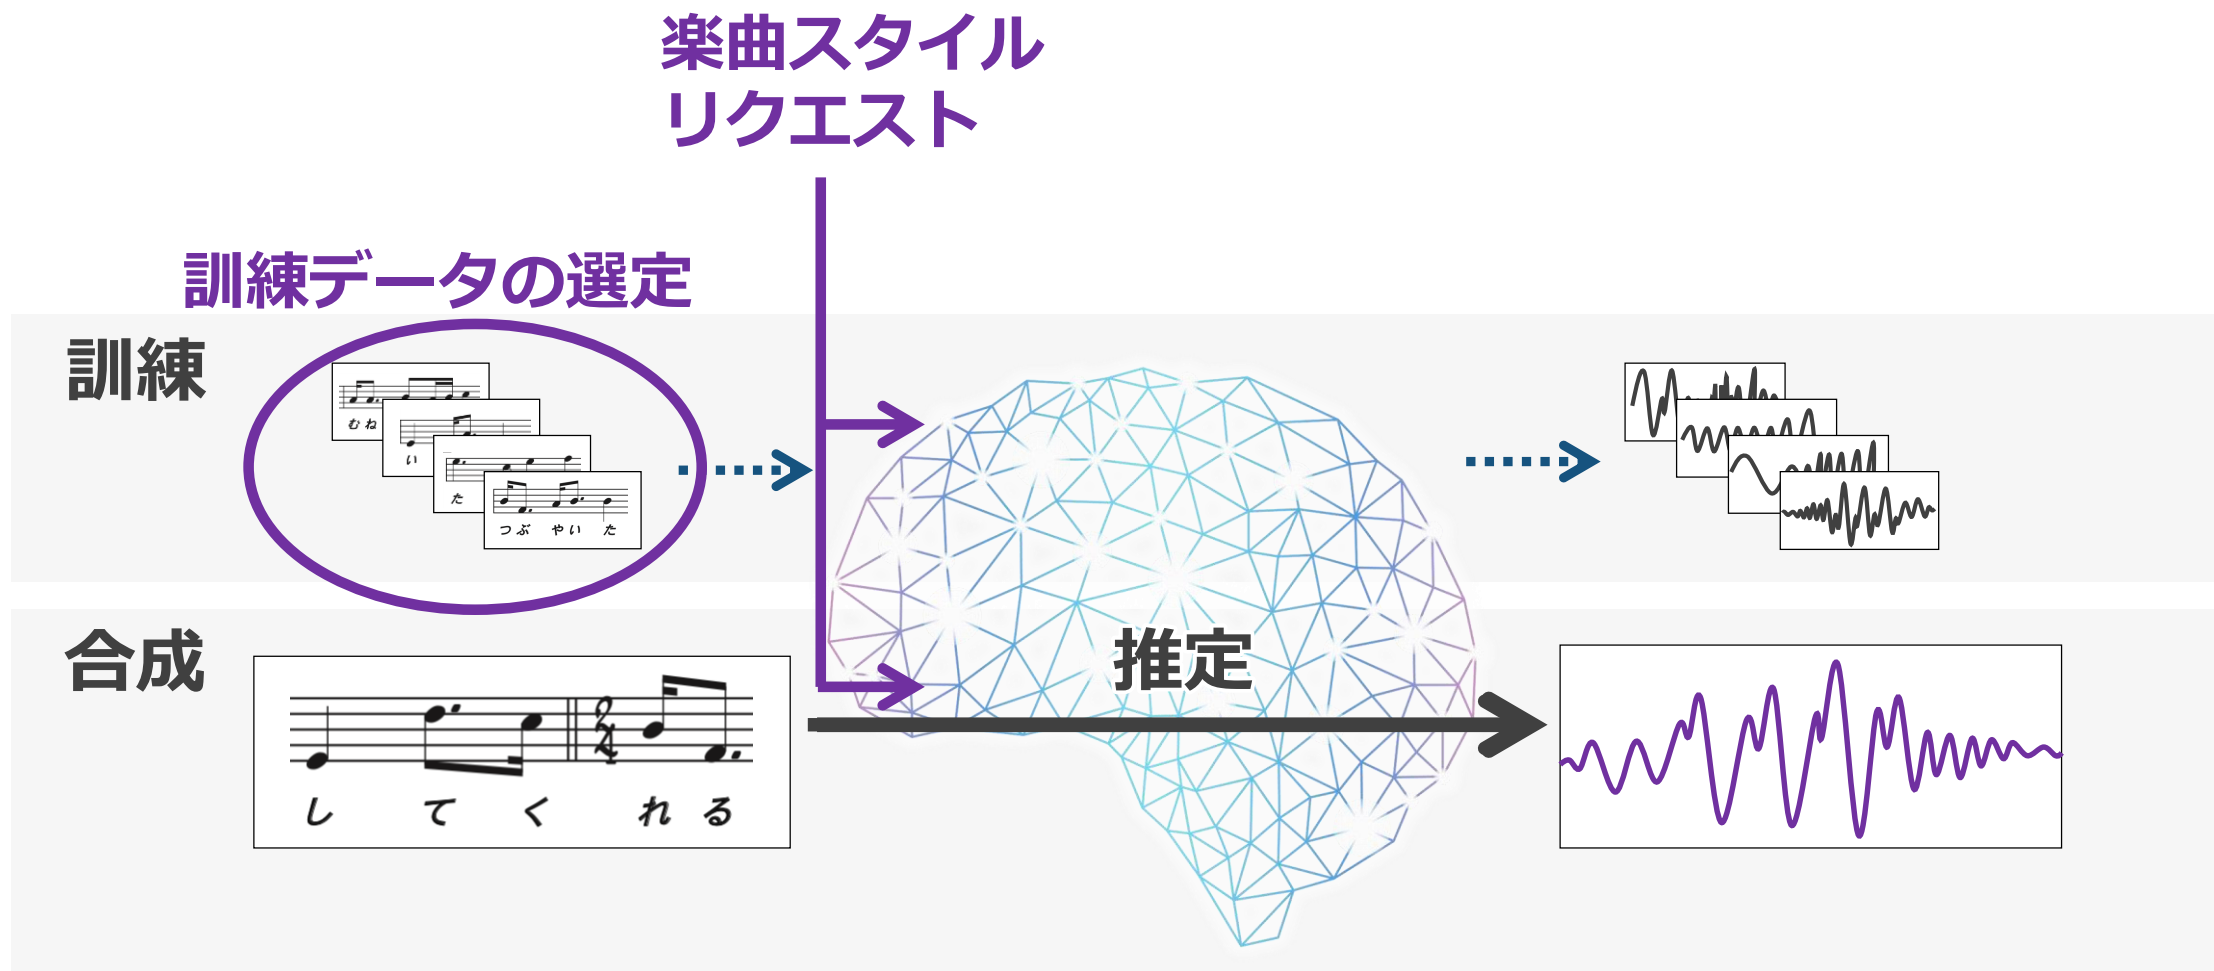 楽曲スタイル
リクエスト
訓練データの選定
訓練
むね
い
た
つぶ やい た
合成
推定
2
4
し て く れ る